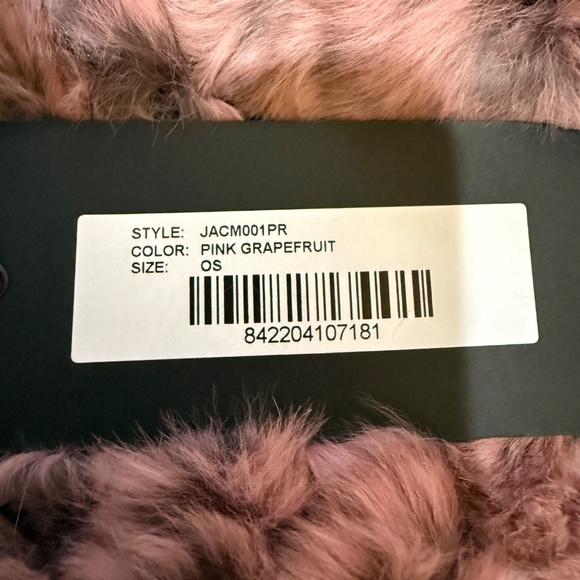 STYLE: JACM001PR
COLOR: PINK GRAPEFRUIT
SIZE: OS
842204107181